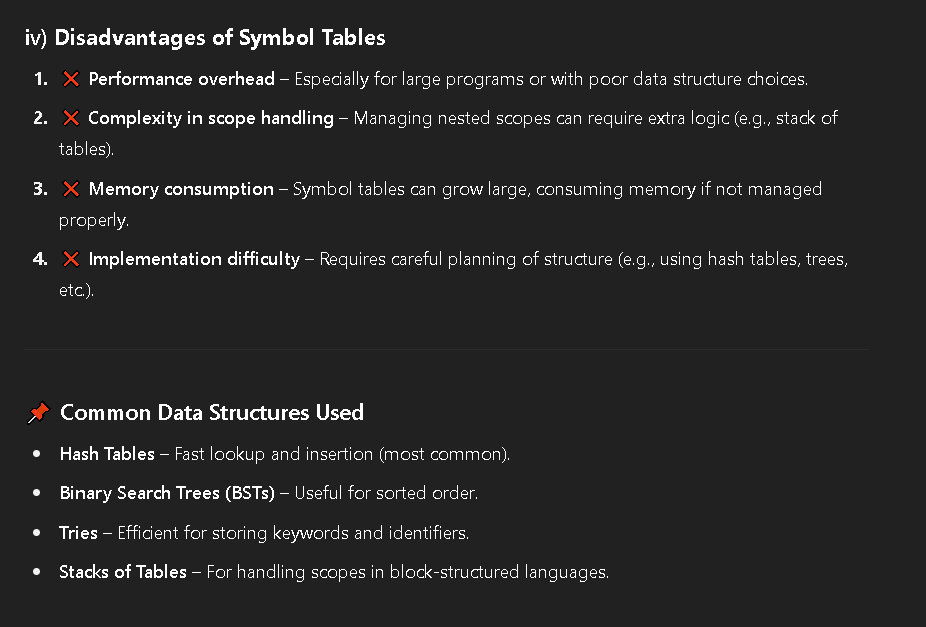 iv) Disadvantages of Symbol Tables
1. ❌ Performance overhead – Especially for large programs or with poor data structure choices.
2. ❌ Complexity in scope handling – Managing nested scopes can require extra logic (e.g., stack of
tables).
3. ❌ Memory consumption – Symbol tables can grow large, consuming memory if not managed
properly.
4. ❌ Implementation difficulty – Requires careful planning of structure (e.g., using hash tables, trees,
etc.).
📌 Common Data Structures Used
• Hash Tables – Fast lookup and insertion (most common).
• Binary Search Trees (BSTs) – Useful for sorted order.
• Tries – Efficient for storing keywords and identifiers.
• Stacks of Tables – For handling scopes in block-structured languages.